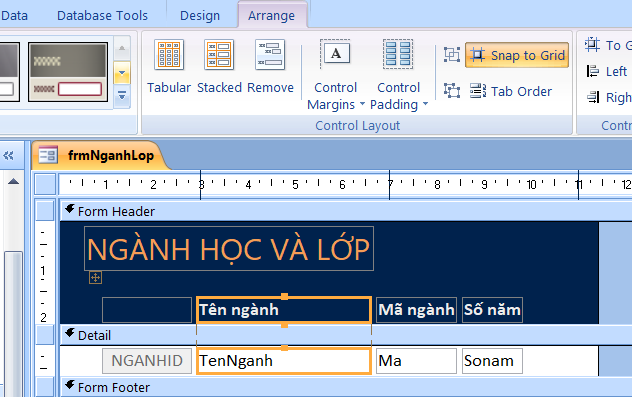 Data Database Tools Design Arrange
Tabular Stacked Remove Control Margins Control Padding Snap to Grid Tab Order To G Left Righ
Control Layout Contr
frmNganhLop
1 2 3 4 5 6 7 8 9 10 11 12
Form Header
NGÀNH HỌC VÀ LỚP
1
Tên ngành Mã ngành Số năm
2
Detail
NGANHID TenNganh Ma Sonam
Form Footer